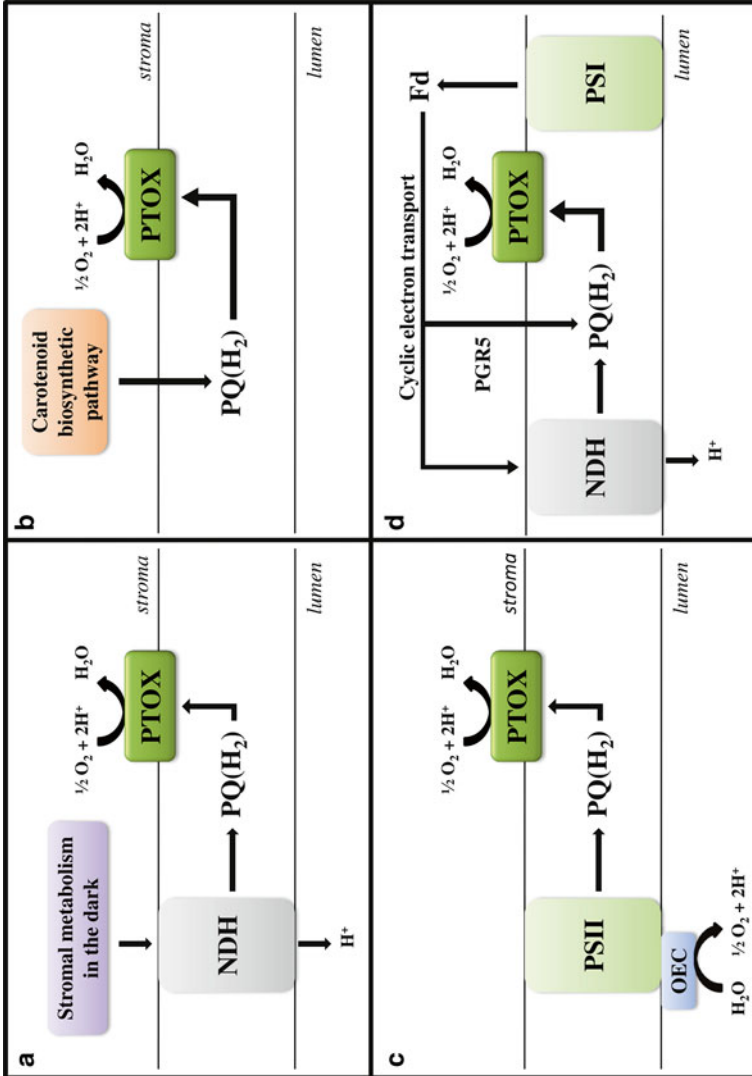 a
Stromal metabolism
in the dark
½ O₂ + 2H⁺
H₂O
PTOX
stroma
NDH
PQ(H₂)
lumen
H⁺
b
Carotenoid
biosynthetic
pathway
½ O₂ + 2H⁺
H₂O
PTOX
stroma
PQ(H₂)
lumen
c
½ O₂ + 2H⁺
H₂O
PTOX
stroma
PSII
PQ(H₂)
lumen
OEC
H₂O
½ O₂ + 2H⁺
d
Cyclic electron transport
Fd
½ O₂ + 2H⁺
H₂O
PGR5
PTOX
NDH
PQ(H₂)
PSI
lumen
H⁺